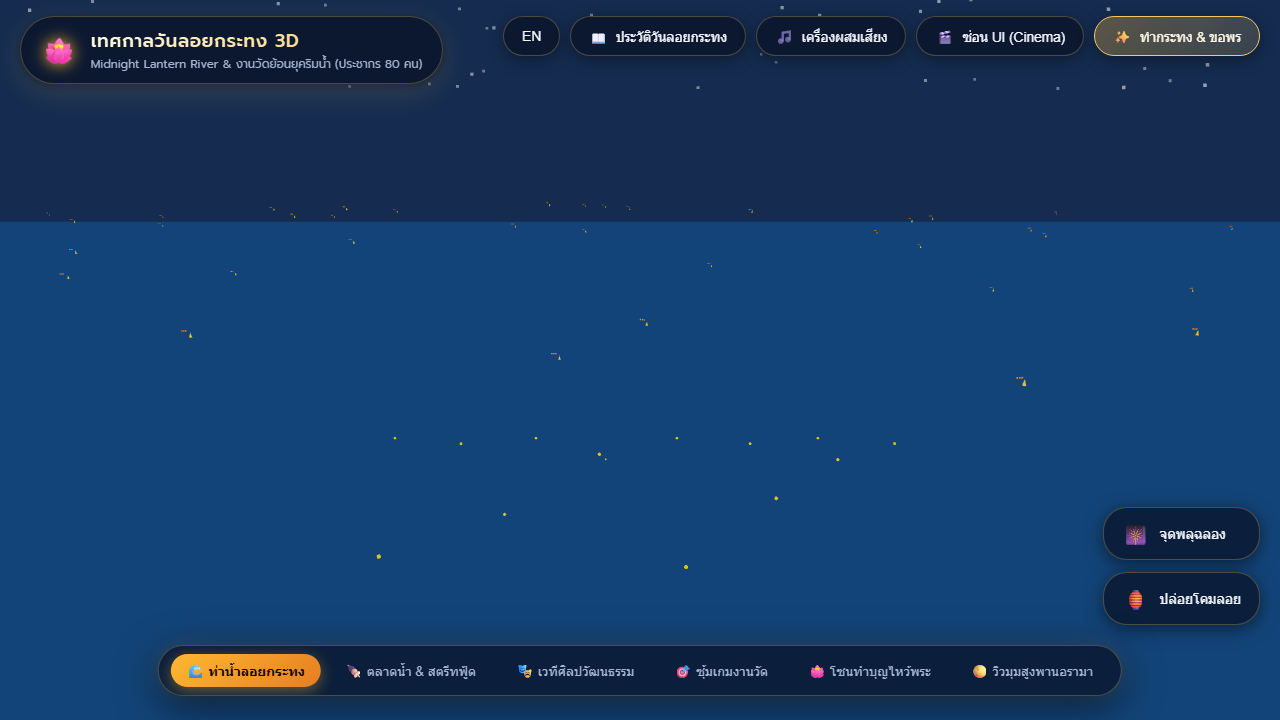 เทศกาลวันลอยกระทง 3D
Midnight Lantern River & งานวัดย้อนยุคริมน้ำ (ประชากร 80 คน)
EN
ประวัติวันลอยกระทง
เครื่องผสมเสียง
ซ่อน UI (Cinema)
ทำกระทง & ขอพร
จุดพลุฉลอง
ปล่อยโคมลอย
ท่าน้ำลอยกระทง
ตลาดน้ำ & สตรีทฟู้ด
เวทีศิลปวัฒนธรรม
ซุ้มเกมงานวัด
โซนทำบุญไหว้พระ
วิวมุมสูงพานอรามา